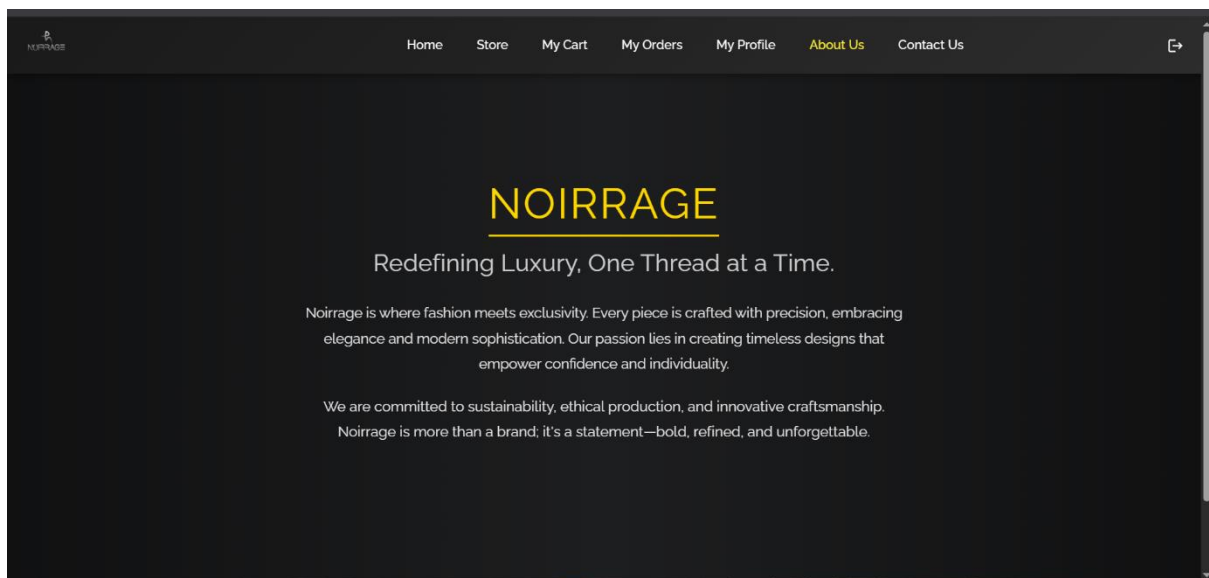 NOIRRAGE
Home Store My Cart My Orders My Profile About Us Contact Us
NOIRRAGE
Redefining Luxury, One Thread at a Time.
Noirrage is where fashion meets exclusivity. Every piece is crafted with precision, embracing
elegance and modern sophistication. Our passion lies in creating timeless designs that
empower confidence and individuality.
We are committed to sustainability, ethical production, and innovative craftsmanship.
Noirrage is more than a brand; it's a statement—bold, refined, and unforgettable.